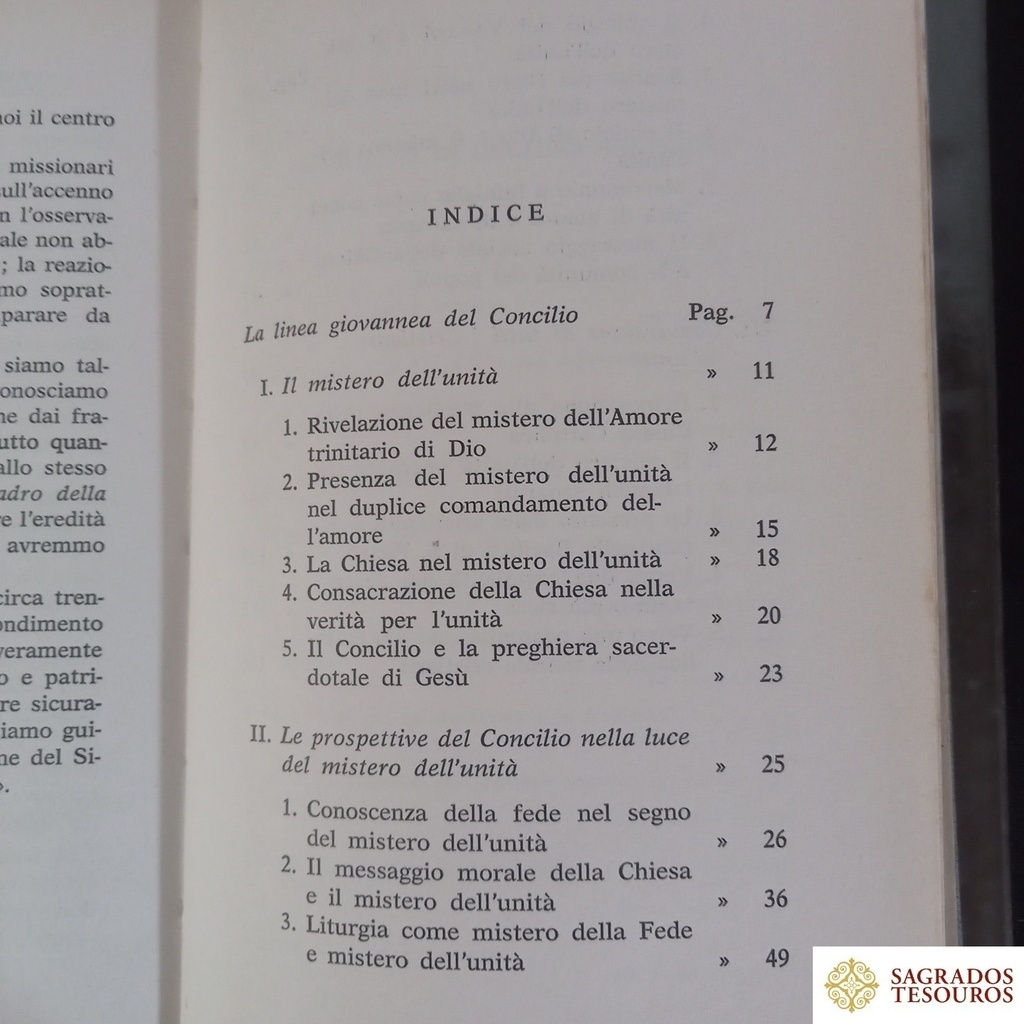 noi il centro
missionari
sull'accenno
n l'osserva-
ale non ab-
; la reazio-
mo soprat-
parare da
siamo tal-
onosciamo
ne dai fra-
utto quan-
allo stesso
adro della
e l'eredità
avremmo
circa tren-
ondimento
veramente
o e patri-
re sicura-
iamo gui-
ne del Si-
».
INDICE
La linea giovannea del Concilio Pag. 7
I. Il mistero dell'unità » 11
1. Rivelazione del mistero dell'Amore
trinitario di Dio » 12
2. Presenza del mistero dell'unità
nel duplice comandamento del-
l'amore » 15
3. La Chiesa nel mistero dell'unità » 18
4. Consacrazione della Chiesa nella
verità per l'unità » 20
5. Il Concilio e la preghiera sacer-
dotale di Gesù » 23
II. Le prospettive del Concilio nella luce
del mistero dell'unità » 25
1. Conoscenza della fede nel segno
del mistero dell'unità » 26
2. Il messaggio morale della Chiesa
e il mistero dell'unità » 36
3. Liturgia come mistero della Fede
e mistero dell'unità » 49
SAGRADOS
TESOUROS